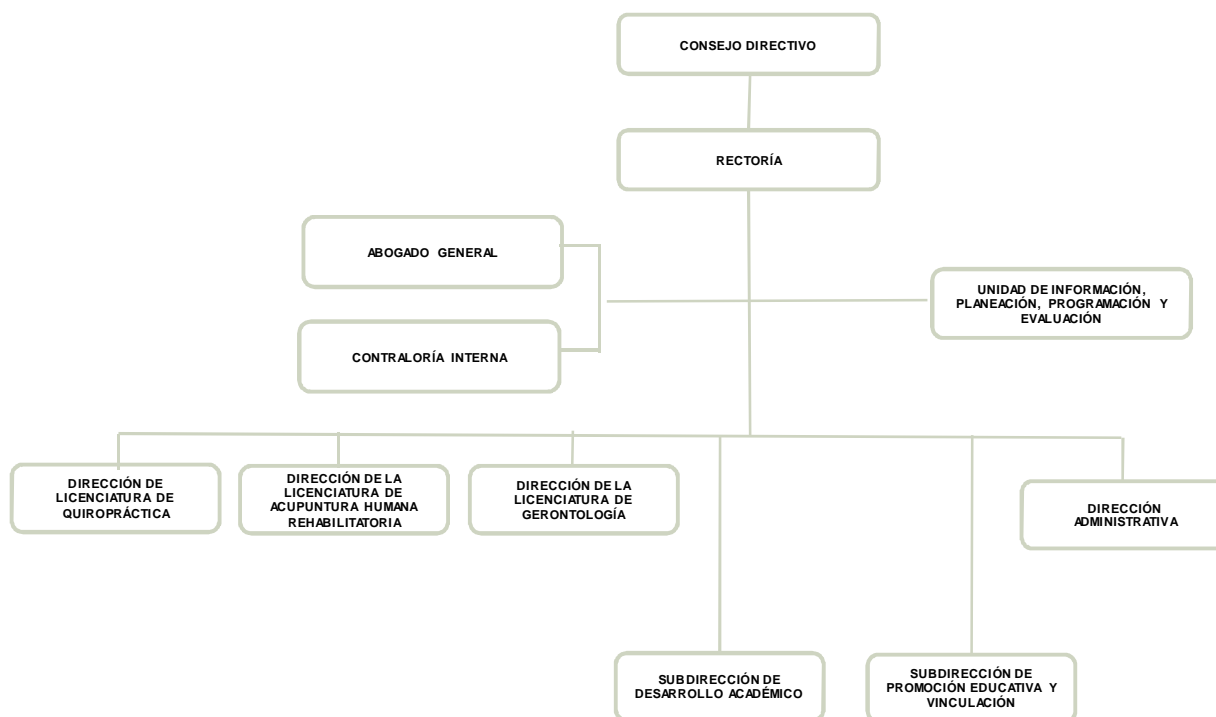 CONSEJO DIRECTIVO
RECTORÍA
ABOGADO GENERAL
UNIDAD DE INFORMACIÓN,
PLANEACIÓN, PROGRAMACIÓN Y
EVALUACIÓN
CONTRALORÍA INTERNA
DIRECCIÓN DE
LICENCIATURA DE
QUIROPRÁCTICA
DIRECCIÓN DE LA
LICENCIATURA DE
ACUPUNTURA HUMANA
REHABILITATORIA
DIRECCIÓN DE LA
LICENCIATURA DE
GERONTOLOGÍA
DIRECCIÓN
ADMINISTRATIVA
SUBDIRECCIÓN DE
DESARROLLO ACADÉMICO
SUBDIRECCIÓN DE
PROMOCIÓN EDUCATIVA Y
VINCULACIÓN